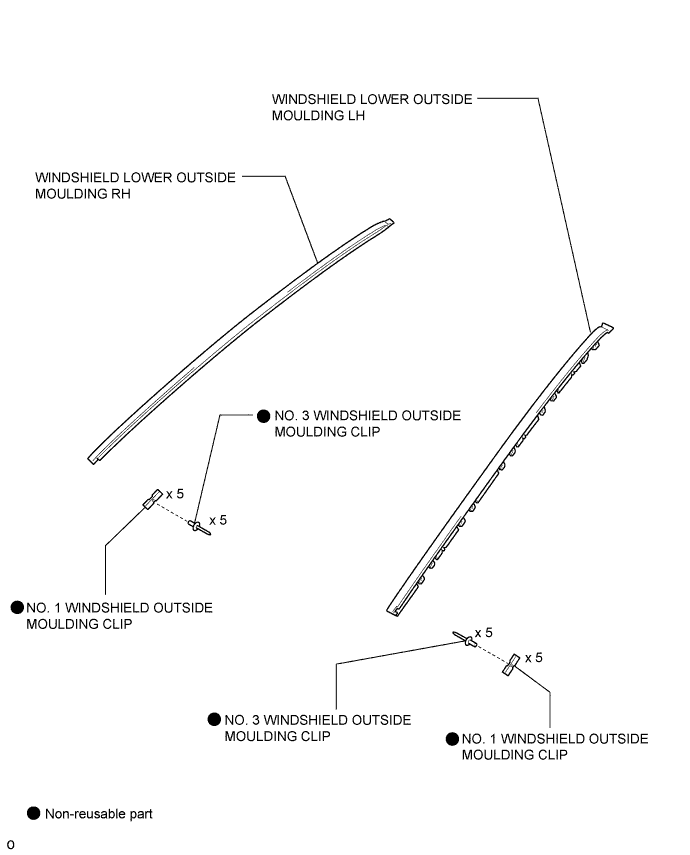 WINDSHIELD LOWER OUTSIDE
MOULDING LH
WINDSHIELD LOWER OUTSIDE
MOULDING RH
NO. 3 WINDSHIELD OUTSIDE
MOULDING CLIP
x 5
x 5
NO. 1 WINDSHIELD OUTSIDE
MOULDING CLIP
x 5
x 5
NO. 3 WINDSHIELD OUTSIDE
MOULDING CLIP
NO. 1 WINDSHIELD OUTSIDE
MOULDING CLIP
Non-reusable part
O